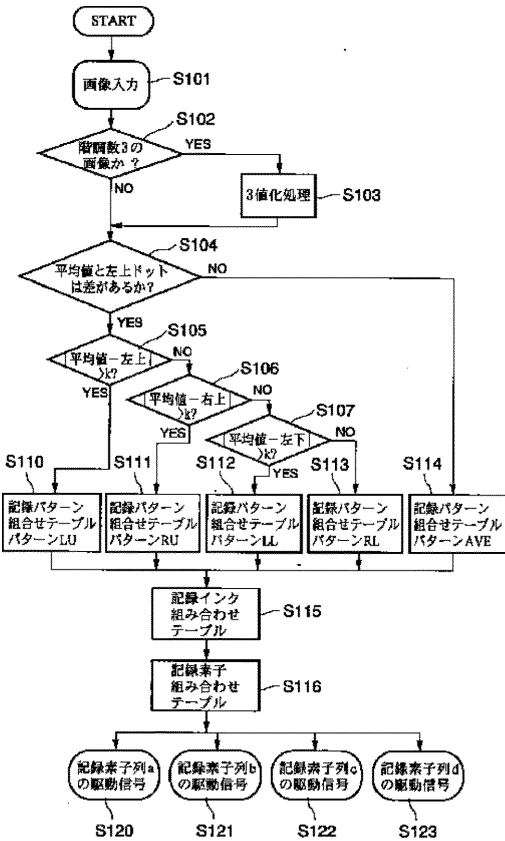 START
画像入力
S101
S102
階調数3の
画像か？
YES
NO
3値化処理
S103
S104
平均値と左上ドット
は差があるか？
NO
YES
S105
|平均値－左上|
>k?
NO
YES
S106
|平均値－右上|
>k?
NO
YES
S107
|平均値－左下|
>k?
NO
YES
S110
S111
S112
S113
S114
記録パターン
組合せテーブル
パターンLU
記録パターン
組合せテーブル
パターンRU
記録パターン
組合せテーブル
パターンLL
記録パターン
組合せテーブル
パターンRL
記録パターン
組合せテーブル
パターンAVE
記録インク
組み合わせ
テーブル
S115
記録素子
組み合わせ
テーブル
S116
記録素子列a
の駆動信号
記録素子列b
の駆動信号
記録素子列c
の駆動信号
記録素子列d
の駆動信号
S120
S121
S122
S123